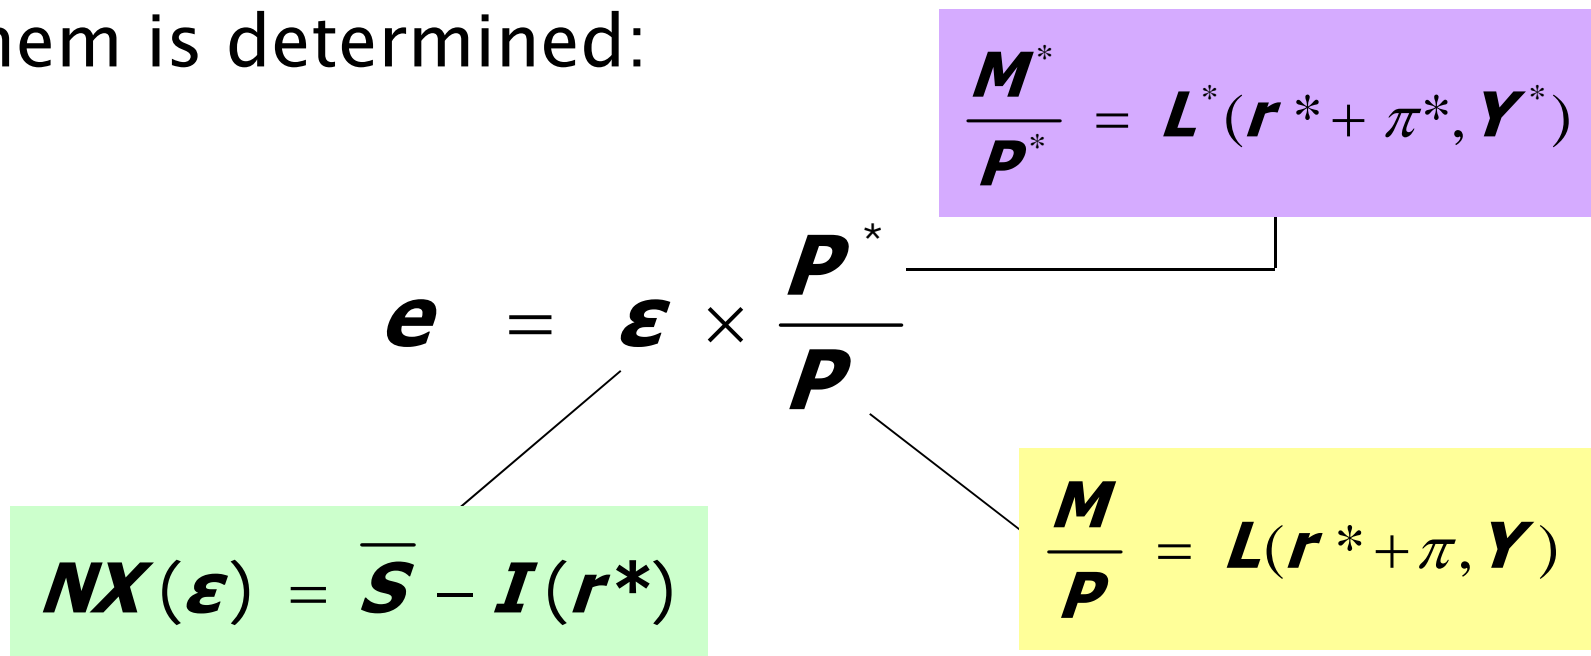 hem is determined:
M* / P* = L*(r* + π*, Y*)
e = ε × P* / P
NX(ε) = S̅ − I(r*)
M / P = L(r* + π, Y)